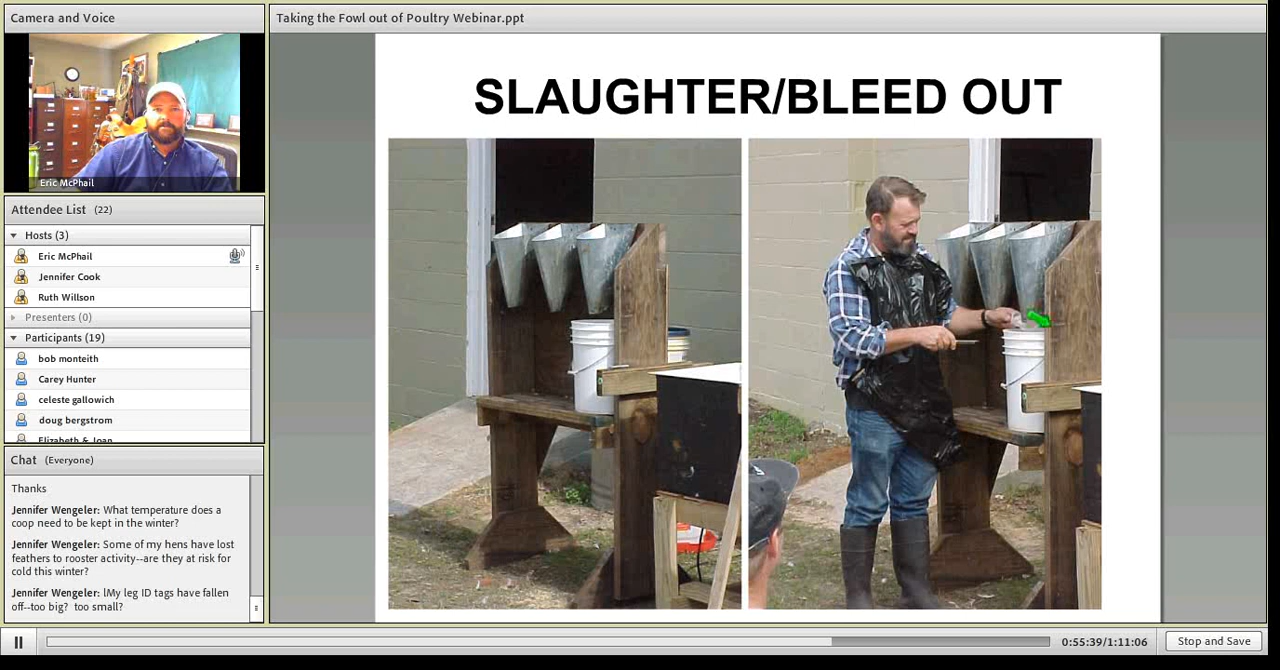 Camera and Voice
Eric McPhail
Attendee List (22)
Hosts (3)
Eric McPhail
Jennifer Cook
Ruth Willson
Presenters (0)
Participants (19)
bob monteith
Carey Hunter
celeste gallowich
doug bergstrom
Elizabeth & Joan
Chat (Everyone)
Thanks
Jennifer Wengeler: What temperature does a
coop need to be kept in the winter?
Jennifer Wengeler: Some of my hens have lost
feathers to rooster activity--are they at risk for
cold this winter?
Jennifer Wengeler: lMy leg ID tags have fallen
off--too big? too small?
Taking the Fowl out of Poultry Webinar.ppt
SLAUGHTER/BLEED OUT
0:55:39/1:11:06
Stop and Save